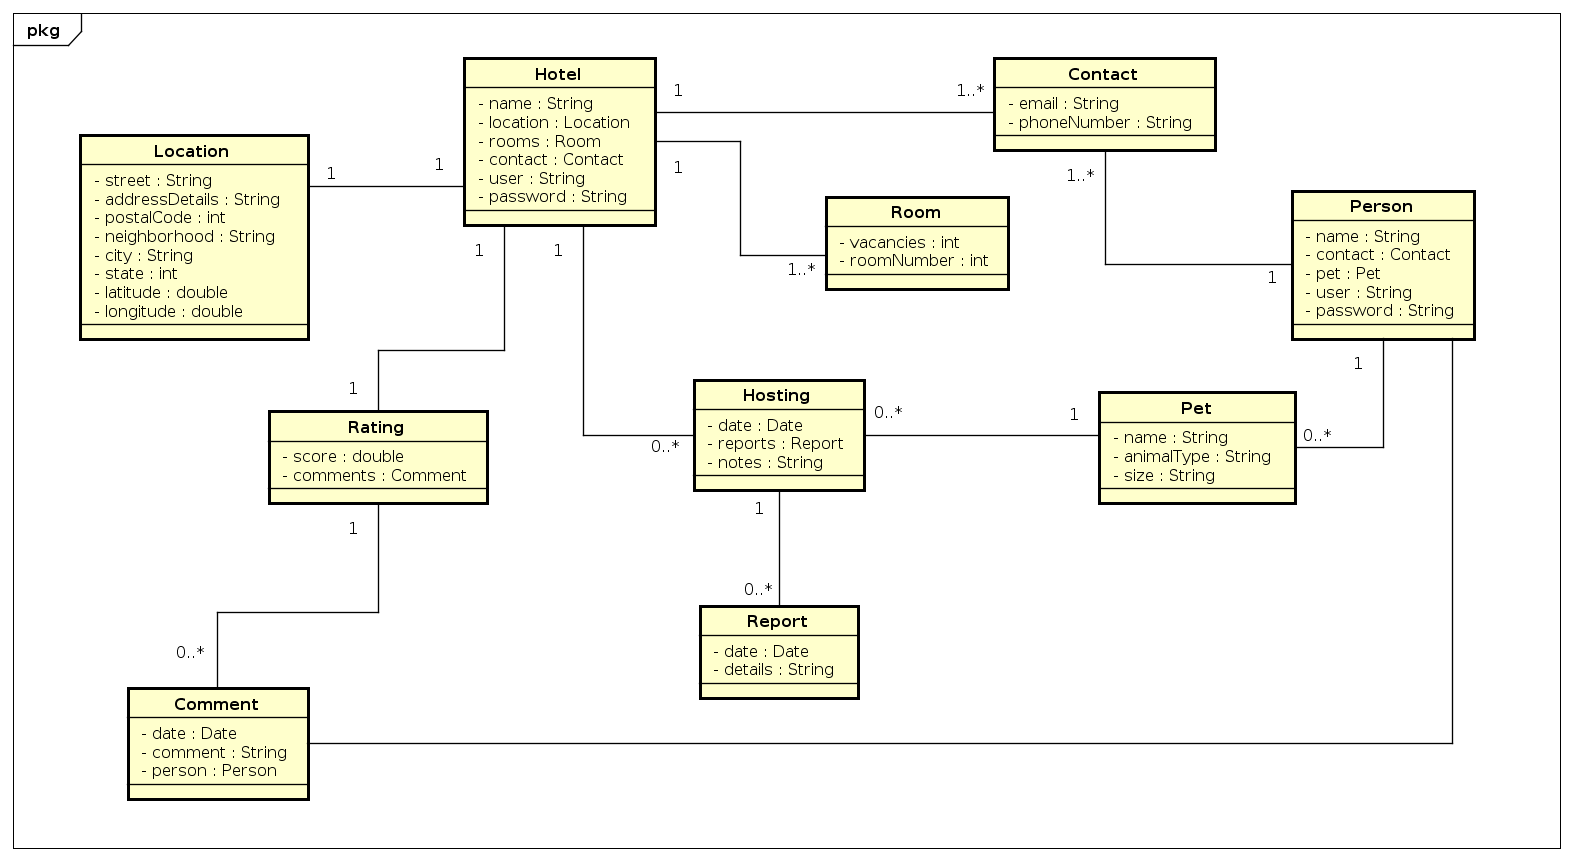 pkg
Hotel
- name : String
- location : Location
- rooms : Room
- contact : Contact
- user : String
- password : String
1
1..*
Contact
- email : String
- phoneNumber : String
Location
- street : String
- addressDetails : String
- postalCode : int
- neighborhood : String
- city : String
- state : int
- latitude : double
- longitude : double
1
1
1
1..*
Room
- vacancies : int
- roomNumber : int
1..*
1
Person
- name : String
- contact : Contact
- pet : Pet
- user : String
- password : String
1
1
1
1
Rating
- score : double
- comments : Comment
0..*
Hosting
- date : Date
- reports : Report
- notes : String
0..*
1
Pet
- name : String
- animalType : String
- size : String
0..*
1
1
0..*
1
0..*
Report
- date : Date
- details : String
Comment
- date : Date
- comment : String
- person : Person